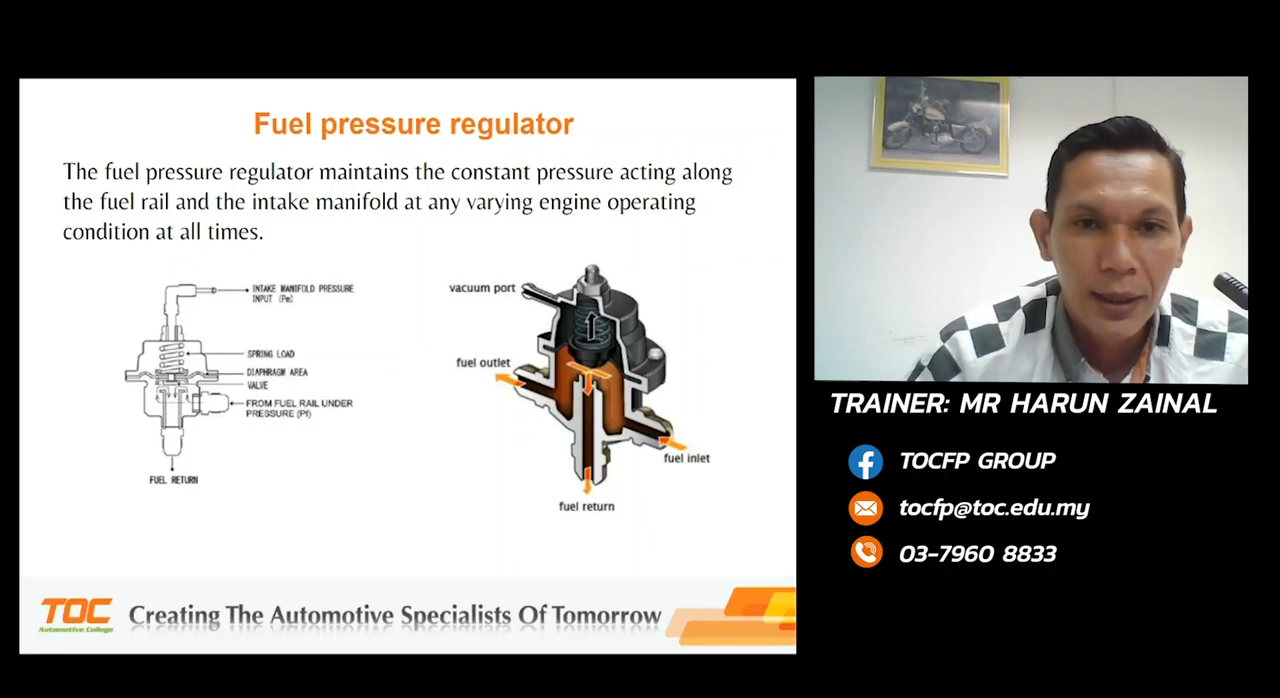 Fuel pressure regulator
The fuel pressure regulator maintains the constant pressure acting along
the fuel rail and the intake manifold at any varying engine operating
condition at all times.
INTAKE MANIFOLD PRESSURE
INPUT (Pm)
SPRING LOAD
DIAPHRAGM AREA
VALVE
FROM FUEL RAIL UNDER
PRESSURE (Pf)
FUEL RETURN
vacuum port
fuel outlet
fuel inlet
fuel return
TOC
Automotive College
Creating The Automotive Specialists Of Tomorrow
TRAINER: MR HARUN ZAINAL
TOCFP GROUP
tocfp@toc.edu.my
03-7960 8833